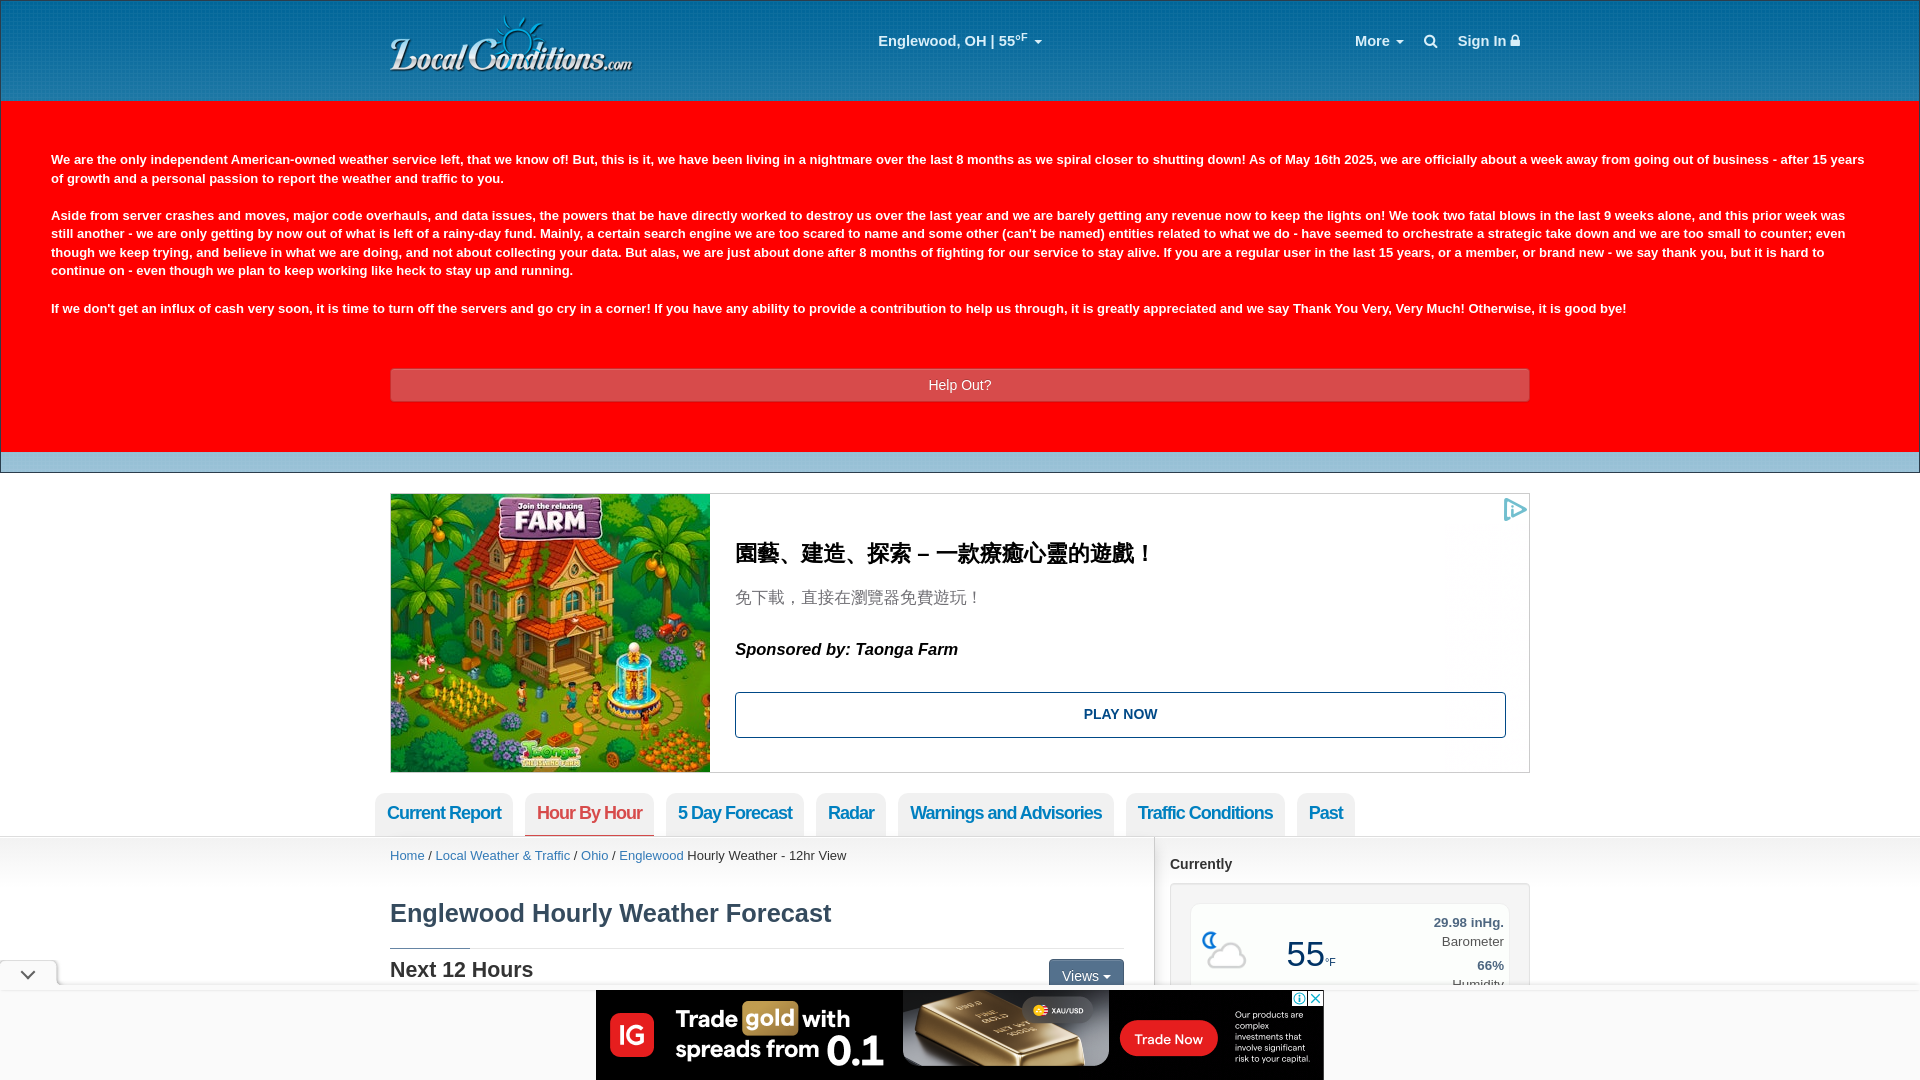 LocalConditions.com
Englewood, OH | 55°F
More
Sign In
We are the only independent American-owned weather service left, that we know of! But, this is it, we have been living in a nightmare over the last 8 months as we spiral closer to shutting down! As of May 16th 2025, we are officially about a week away from going out of business - after 15 years
of growth and a personal passion to report the weather and traffic to you.
Aside from server crashes and moves, major code overhauls, and data issues, the powers that be have directly worked to destroy us over the last year and we are barely getting any revenue now to keep the lights on! We took two fatal blows in the last 9 weeks alone, and this prior week was
still another - we are only getting by now out of what is left of a rainy-day fund. Mainly, a certain search engine we are too scared to name and some other (can't be named) entities related to what we do - have seemed to orchestrate a strategic take down and we are too small to counter; even
though we keep trying, and believe in what we are doing, and not about collecting your data. But alas, we are just about done after 8 months of fighting for our service to stay alive. If you are a regular user in the last 15 years, or a member, or brand new - we say thank you, but it is hard to
continue on - even though we plan to keep working like heck to stay up and running.
If we don't get an influx of cash very soon, it is time to turn off the servers and go cry in a corner! If you have any ability to provide a contribution to help us through, it is greatly appreciated and we say Thank You Very, Very Much! Otherwise, it is good bye!
Help Out?
Join the relaxing
FARM
園藝、建造、探索 – 一款療癒心靈的遊戲！
免下載，直接在瀏覽器免費遊玩！
Sponsored by: Taonga Farm
PLAY NOW
Taonga
Current Report
Hour By Hour
5 Day Forecast
Radar
Warnings and Advisories
Traffic Conditions
Past
Home / Local Weather & Traffic / Ohio / Englewood Hourly Weather - 12hr View
Englewood Hourly Weather Forecast
Next 12 Hours
Views
Currently
55°F
29.98 inHg.
Barometer
66%
Humidity
IG
Trade gold with
spreads from 0.1
XAU/USD
Trade Now
Our products are
complex
investments that
involve significant
risk to your capital.